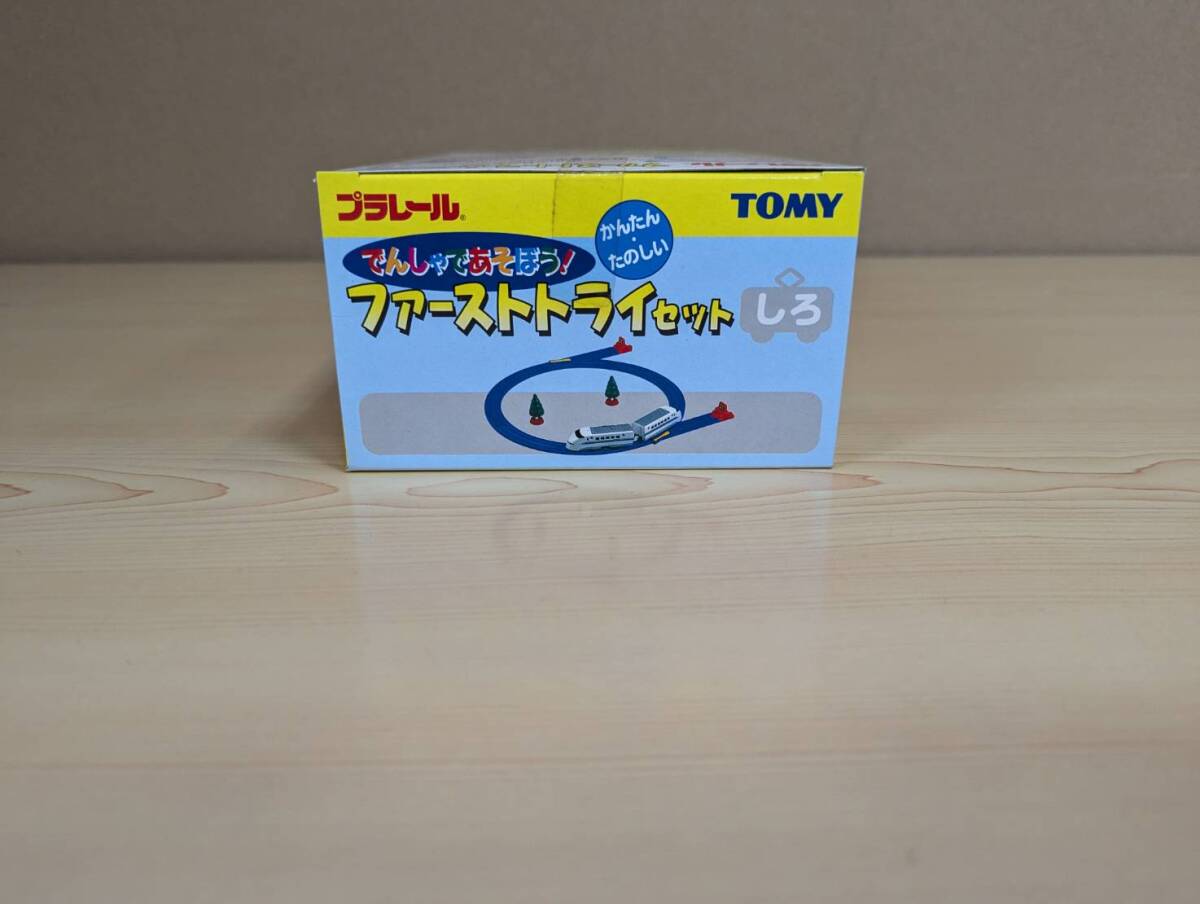 プラレール®
TOMY
かんたん・
たのしい
でんしゃであそぼう!
ファーストトライセット
しろ